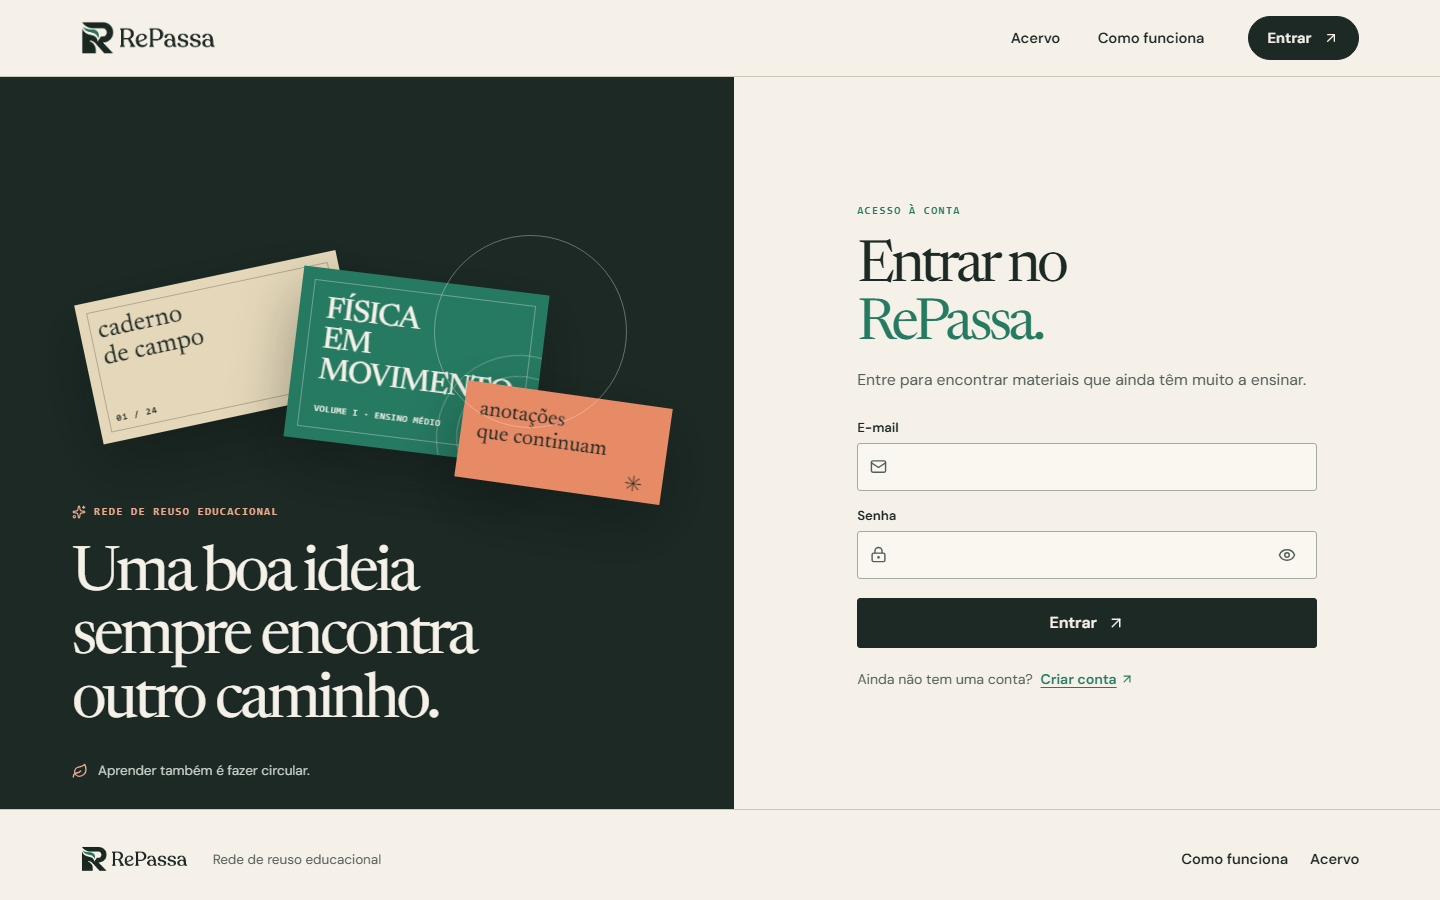 RePassa
Acervo
Como funciona
Entrar
caderno
de campo
01 / 24
FÍSICA
EM
MOVIMENTO
VOLUME I · ENSINO MÉDIO
anotações
que continuam
REDE DE REUSO EDUCACIONAL
Uma boa ideia
sempre encontra
outro caminho.
Aprender também é fazer circular.
ACESSO À CONTA
Entrar no
RePassa.
Entre para encontrar materiais que ainda têm muito a ensinar.
E-mail
Senha
Entrar
Ainda não tem uma conta? Criar conta
RePassa
Rede de reuso educacional
Como funciona
Acervo